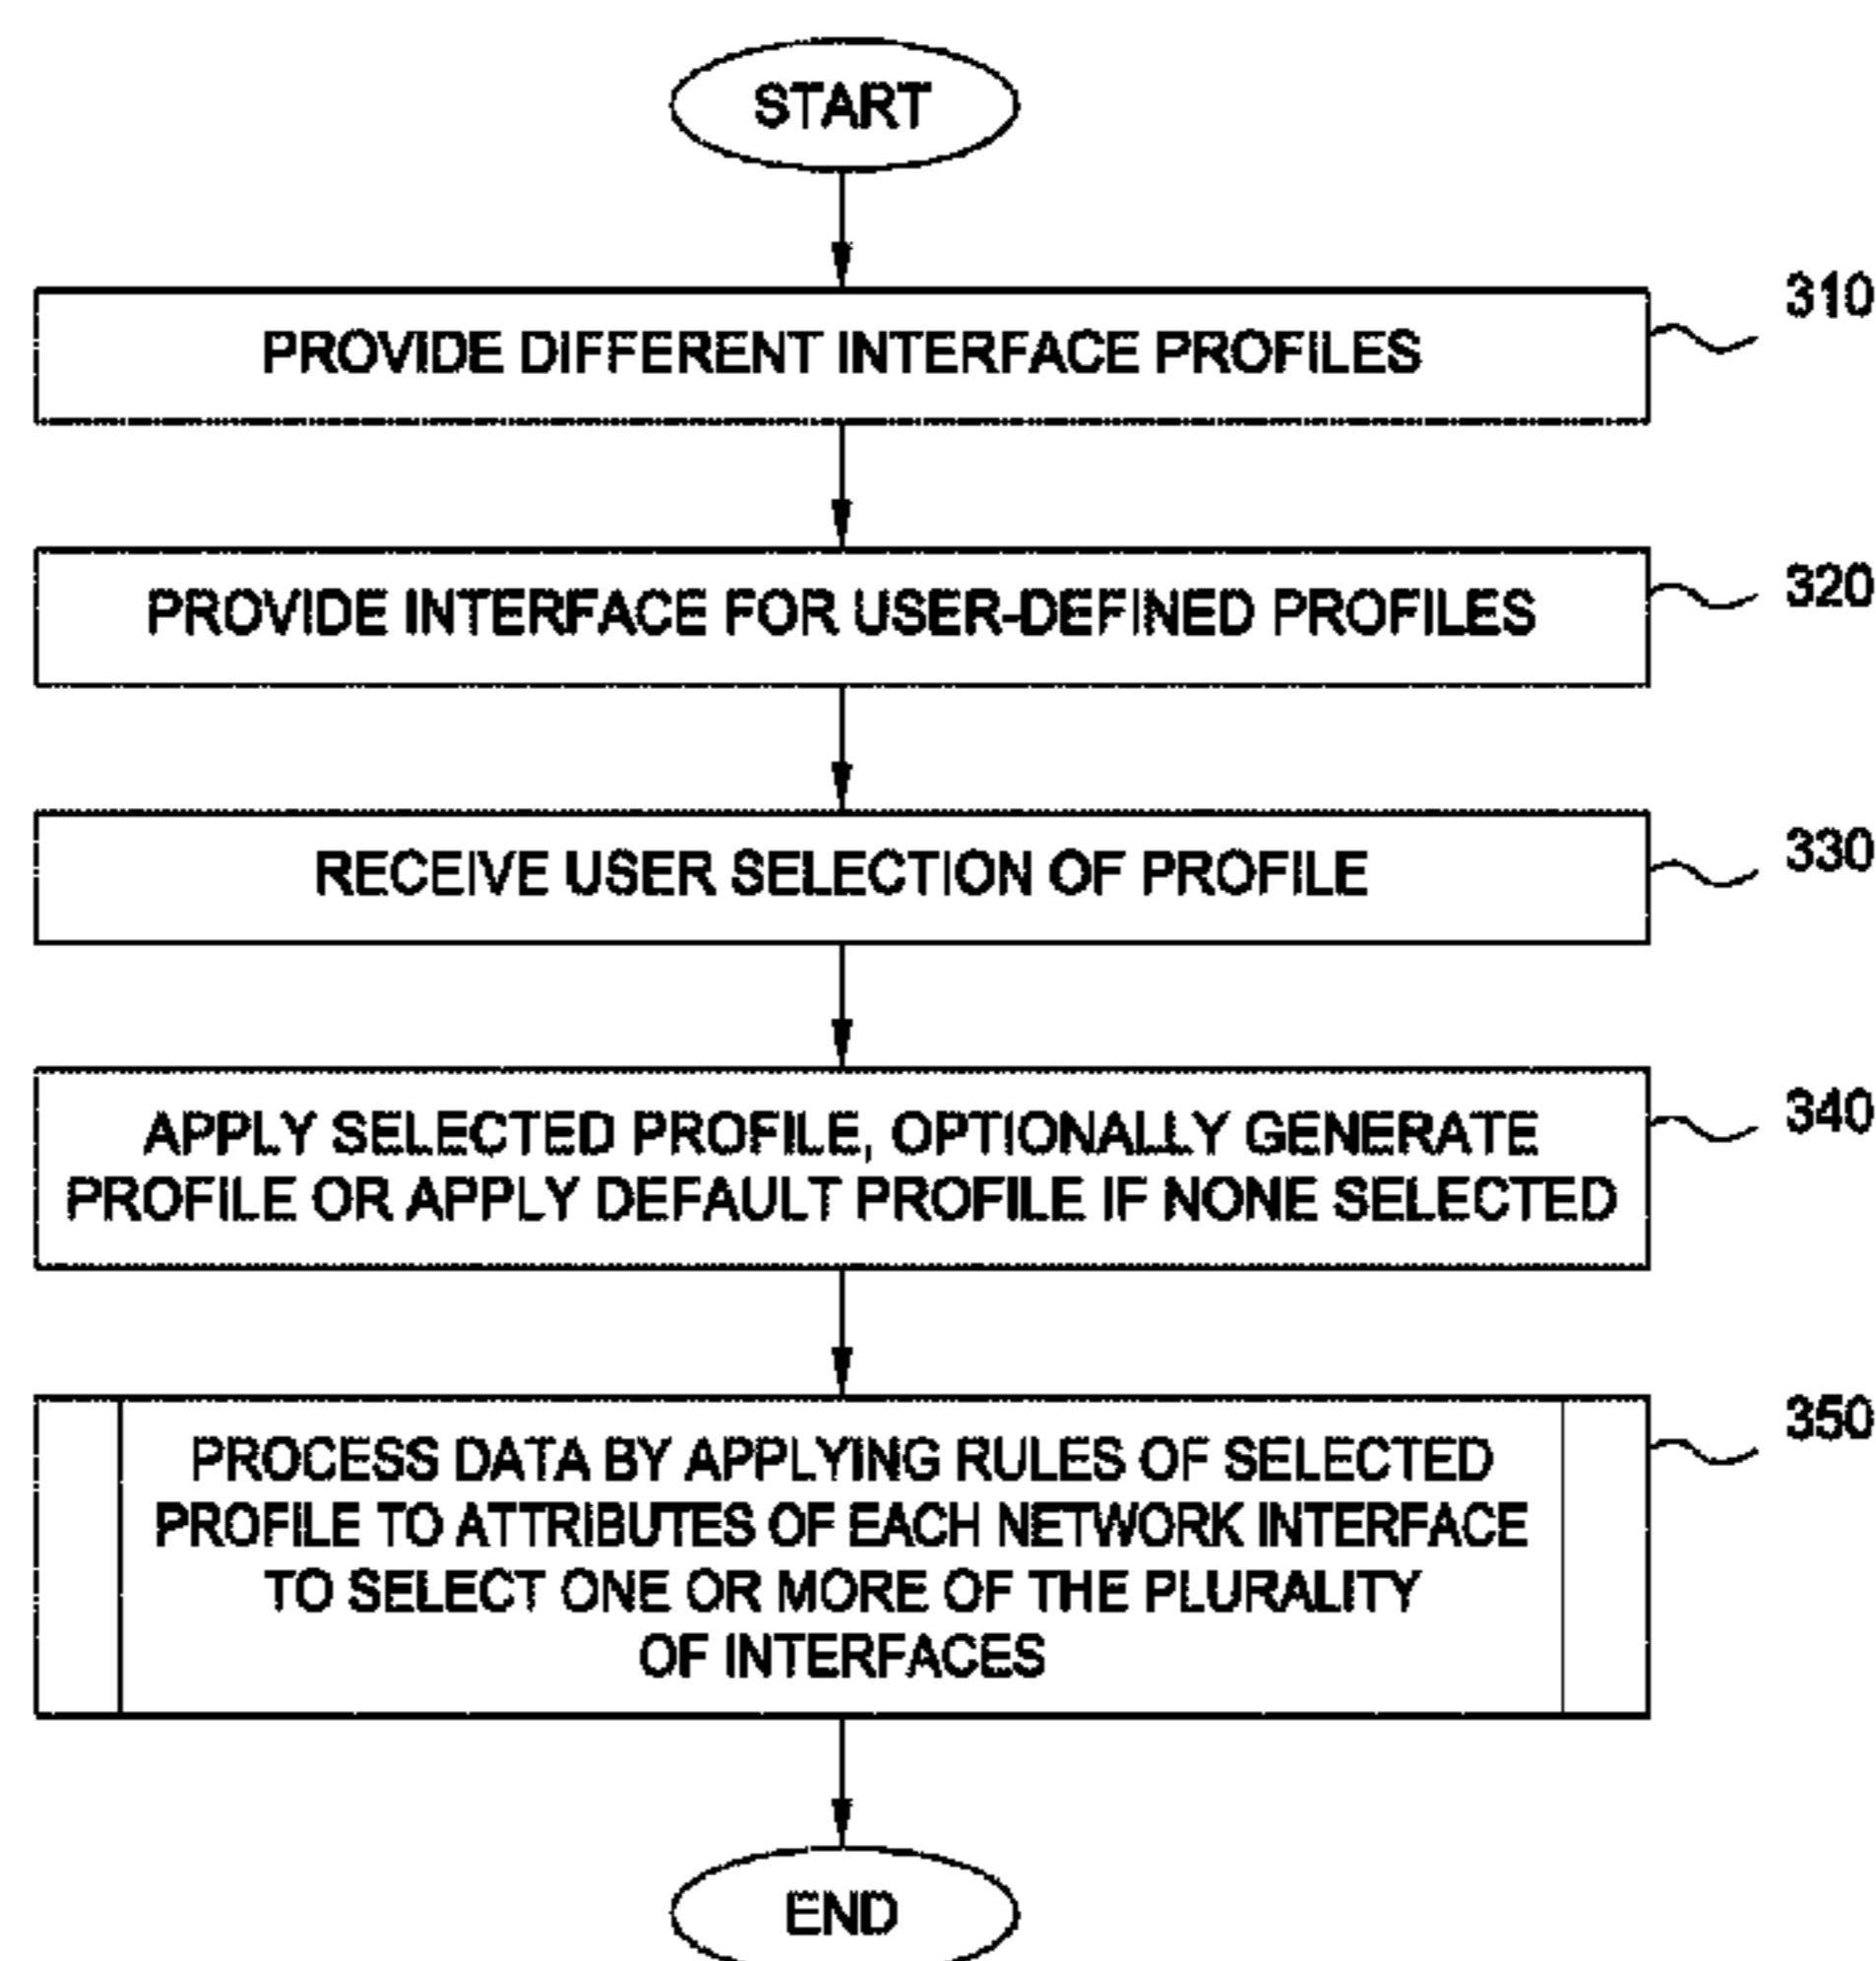 START
PROVIDE DIFFERENT INTERFACE PROFILES
310
PROVIDE INTERFACE FOR USER-DEFINED PROFILES
320
RECEIVE USER SELECTION OF PROFILE
330
APPLY SELECTED PROFILE, OPTIONALLY GENERATE
PROFILE OR APPLY DEFAULT PROFILE IF NONE SELECTED
340
PROCESS DATA BY APPLYING RULES OF SELECTED
PROFILE TO ATTRIBUTES OF EACH NETWORK INTERFACE
TO SELECT ONE OR MORE OF THE PLURALITY
OF INTERFACES
350
END